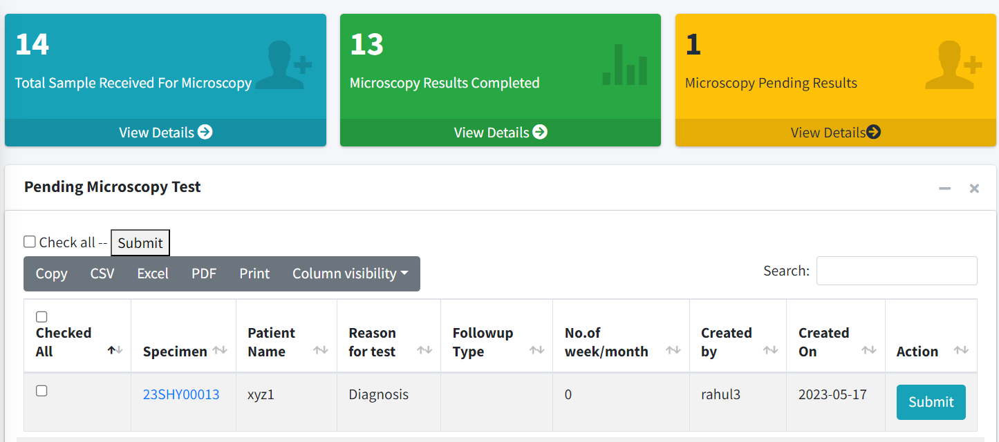 14
Total Sample Received For Microscopy
View Details
13
Microscopy Results Completed
View Details
1
Microscopy Pending Results
View Details
Pending Microscopy Test
Check all -- Submit
Copy CSV Excel PDF Print Column visibility
Search:
Checked All Specimen Patient Name Reason for test Followup Type No.of week/month Created by Created On Action
23SHY00013 xyz1 Diagnosis 0 rahul3 2023-05-17 Submit